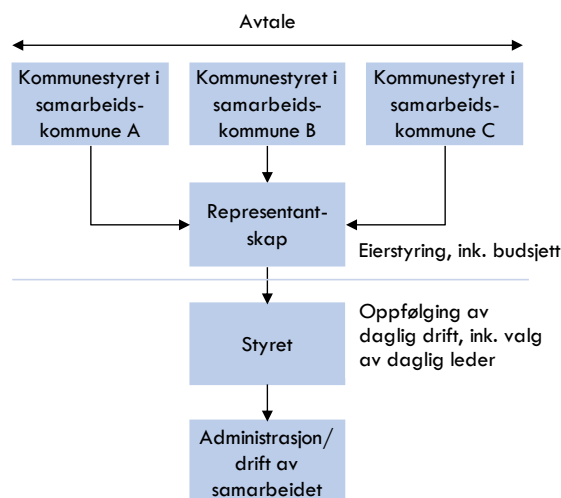 Avtale
Kommunestyret i
samarbeids-
kommune A
Kommunestyret i
samarbeids-
kommune B
Kommunestyret i
samarbeids-
kommune C
Representant-
skap
Eierstyring, ink. budsjett
Styret
Oppfølging av
daglig drift, ink. valg
av daglig leder
Administrasjon/
drift av
samarbeidet